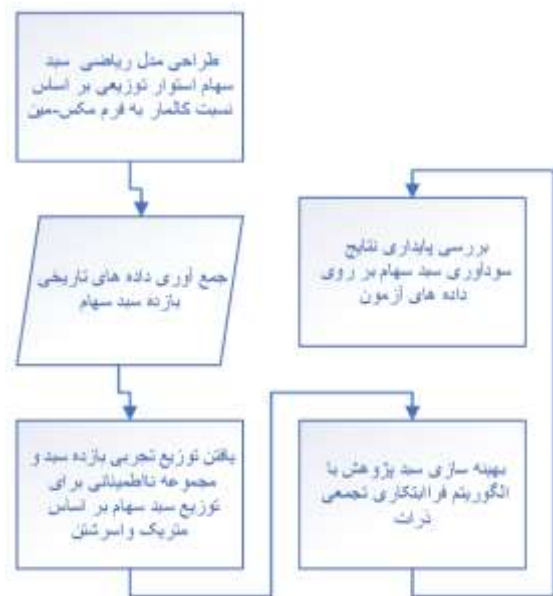 طراحی مدل ریاضی سبد
سهام استوار توزیعی بر اساس
نسبت کالمار به فرم مکس-مین
جمع آوری داده های تاریخی
بازده سبد سهام
یافتن توزیع تجربی بازده سبد و
مجموعه نااطمینانی برای
توزیع سبد سهام بر اساس
متریک واسرشتن
بهینه سازی سبد پژوهش با
الگوریتم فراابتکاری تجمعی
ذرات
بررسی پایداری نتایج
سودآوری سبد سهام بر روی
داده های آزمون